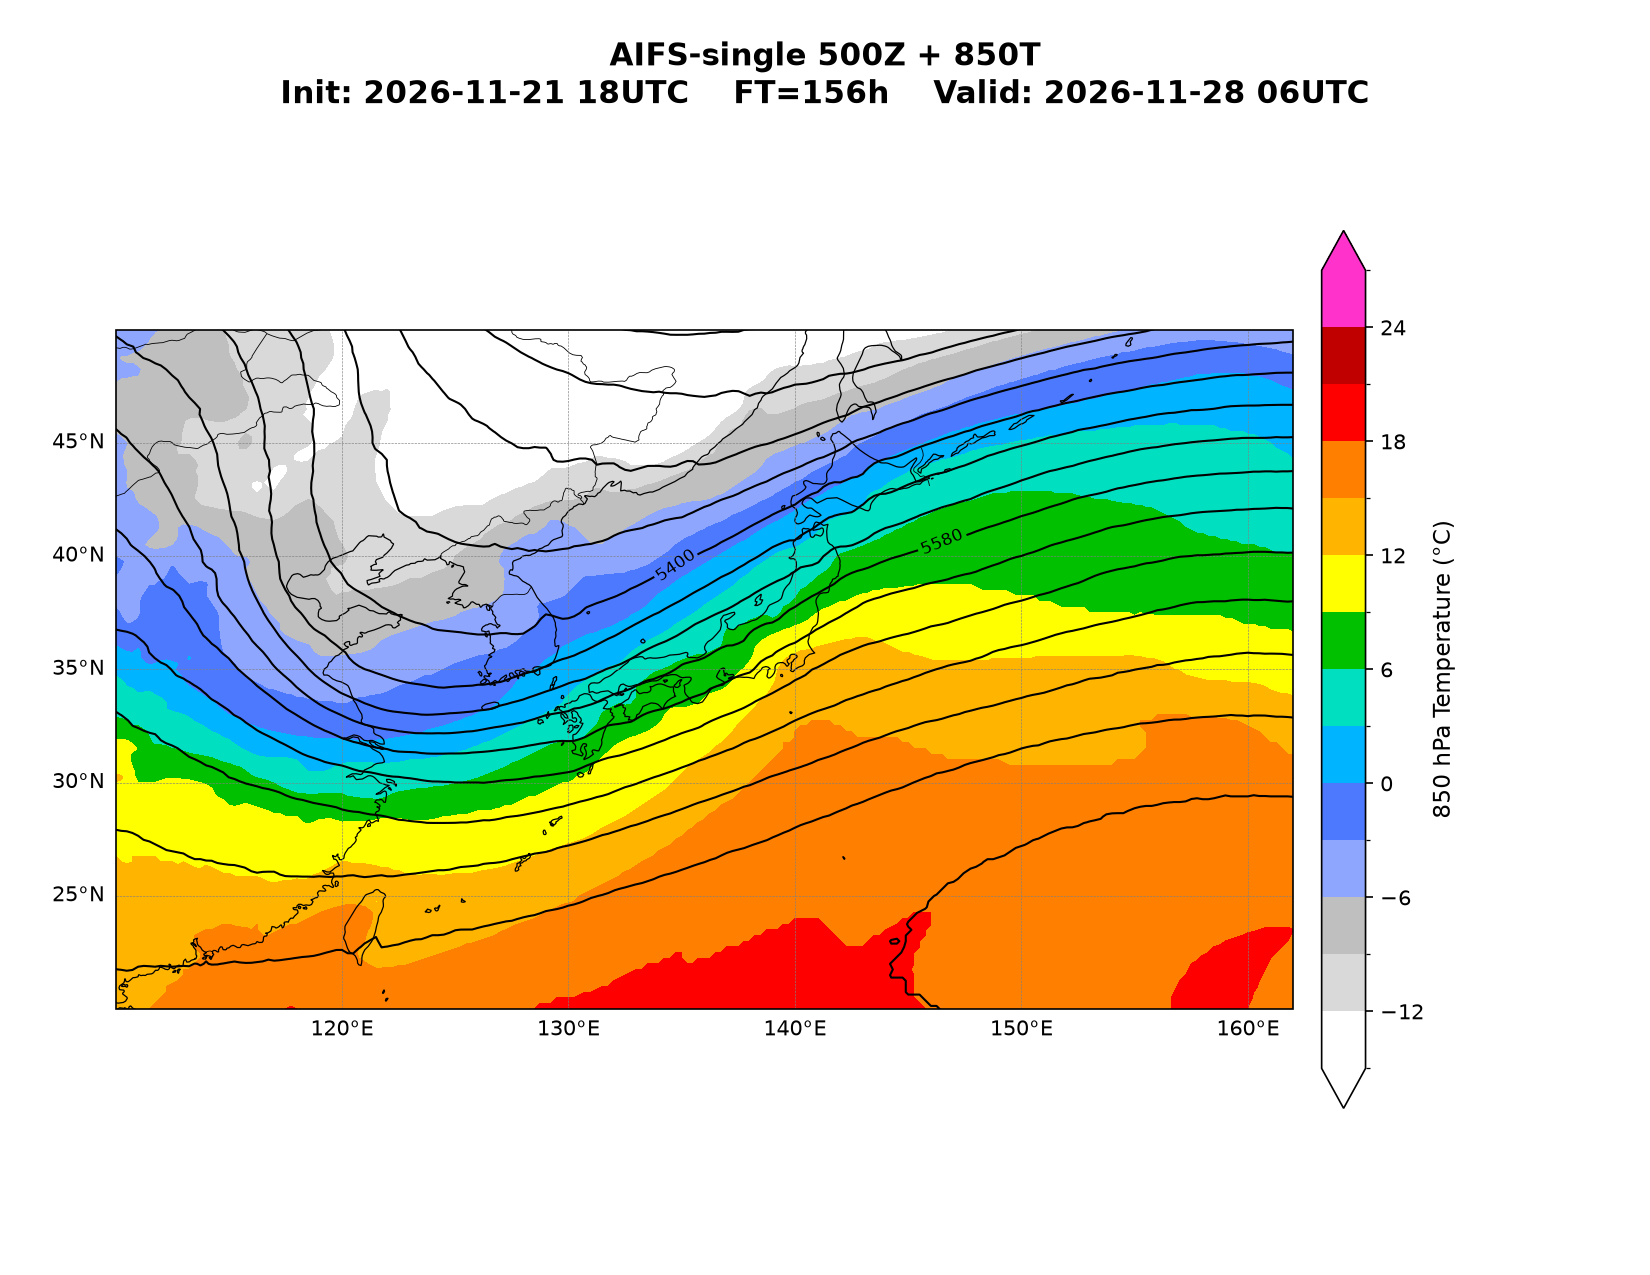 AIFS-single 500Z + 850T
Init: 2026-11-21 18UTC    FT=156h    Valid: 2026-11-28 06UTC
45°N
40°N
35°N
30°N
25°N
120°E
130°E
140°E
150°E
160°E
5400
5580
24
18
12
6
0
−6
−12
850 hPa Temperature (°C)